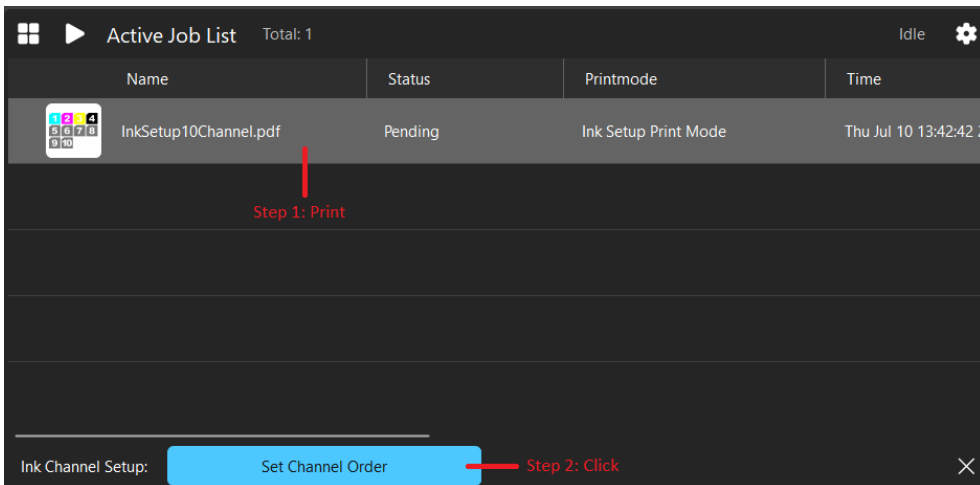 Active Job List Total: 1 Idle
Name Status Printmode Time
1 2 3 4
5 6 7 8
9 10
InkSetup10Channel.pdf Pending Ink Setup Print Mode Thu Jul 10 13:42:42
Step 1: Print
Ink Channel Setup: Set Channel Order Step 2: Click